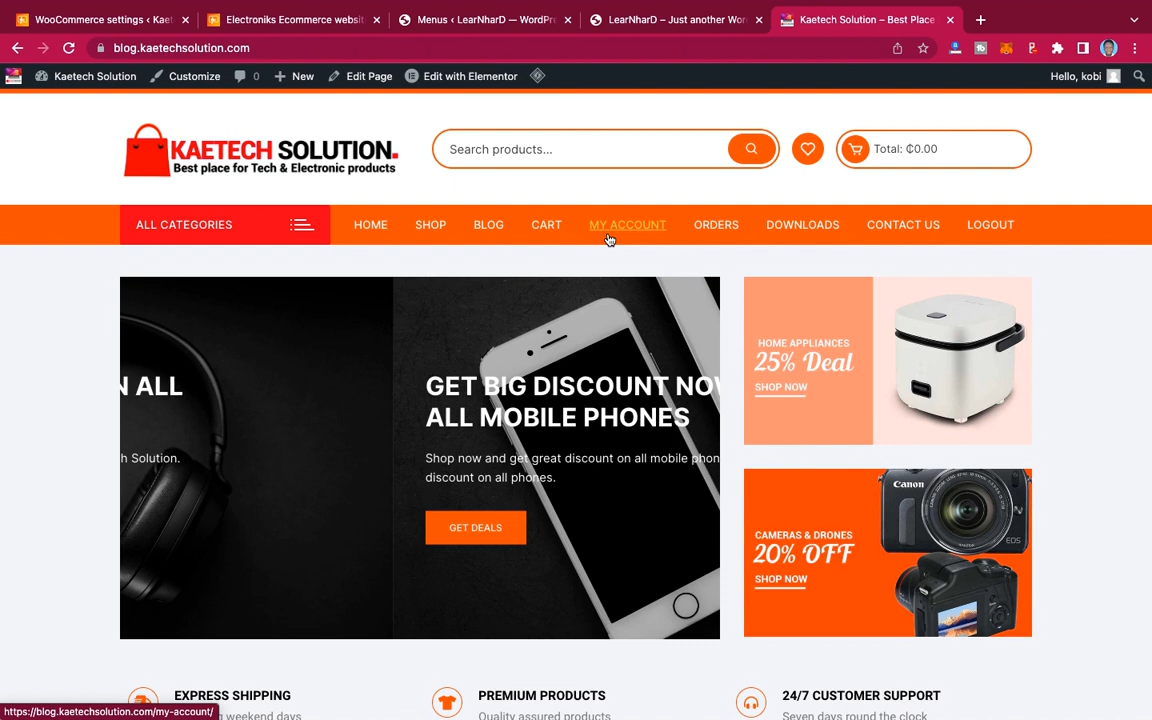 WooCommerce settings ‹ Kaet
Electroniks Ecommerce websit
Menus ‹ LearNharD — WordPre
LearNharD – Just another Wor
Kaetech Solution – Best Place
blog.kaetechsolution.com
Kaetech Solution
Customize
0
New
Edit Page
Edit with Elementor
Hello, kobi
KAETECH SOLUTION.
Best place for Tech & Electronic products
Search products...
Total: ₵0.00
ALL CATEGORIES
HOME
SHOP
BLOG
CART
MY ACCOUNT
ORDERS
DOWNLOADS
CONTACT US
LOGOUT
N ALL
h Solution.
GET BIG DISCOUNT NOW
ALL MOBILE PHONES
Shop now and get great discount on all mobile phon
discount on all phones.
GET DEALS
HOME APPLIANCES
25% Deal
SHOP NOW
CAMERAS & DRONES
20% OFF
SHOP NOW
Canon
EOS
EXPRESS SHIPPING
g weekend days
PREMIUM PRODUCTS
Quality assured products
24/7 CUSTOMER SUPPORT
Seven days round the clock
https://blog.kaetechsolution.com/my-account/